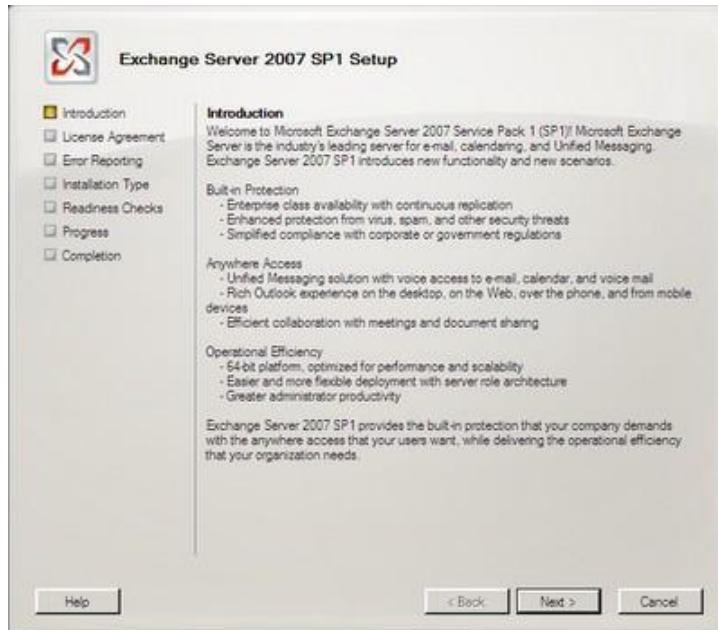 Exchange Server 2007 SP1 Setup
Introduction
License Agreement
Error Reporting
Installation Type
Readiness Checks
Progress
Completion
Introduction
Welcome to Microsoft Exchange Server 2007 Service Pack 1 (SP1)! Microsoft Exchange
Server is the industry's leading server for e-mail, calendaring, and Unified Messaging.
Exchange Server 2007 SP1 introduces new functionality and new scenarios.
Built-in Protection
- Enterprise class availability with continuous replication
- Enhanced protection from virus, spam, and other security threats
- Simplified compliance with corporate or government regulations
Anywhere Access
- Unified Messaging solution with voice access to e-mail, calendar, and voice mail
- Rich Outlook experience on the desktop, on the Web, over the phone, and from mobile
devices
- Efficient collaboration with meetings and document sharing
Operational Efficiency
- 64-bit platform, optimized for performance and scalability
- Easier and more flexible deployment with server role architecture
- Greater administrator productivity
Exchange Server 2007 SP1 provides the built-in protection that your company demands
with the anywhere access that your users want, while delivering the operational efficiency
that your organization needs.
Help
< Back
Next >
Cancel